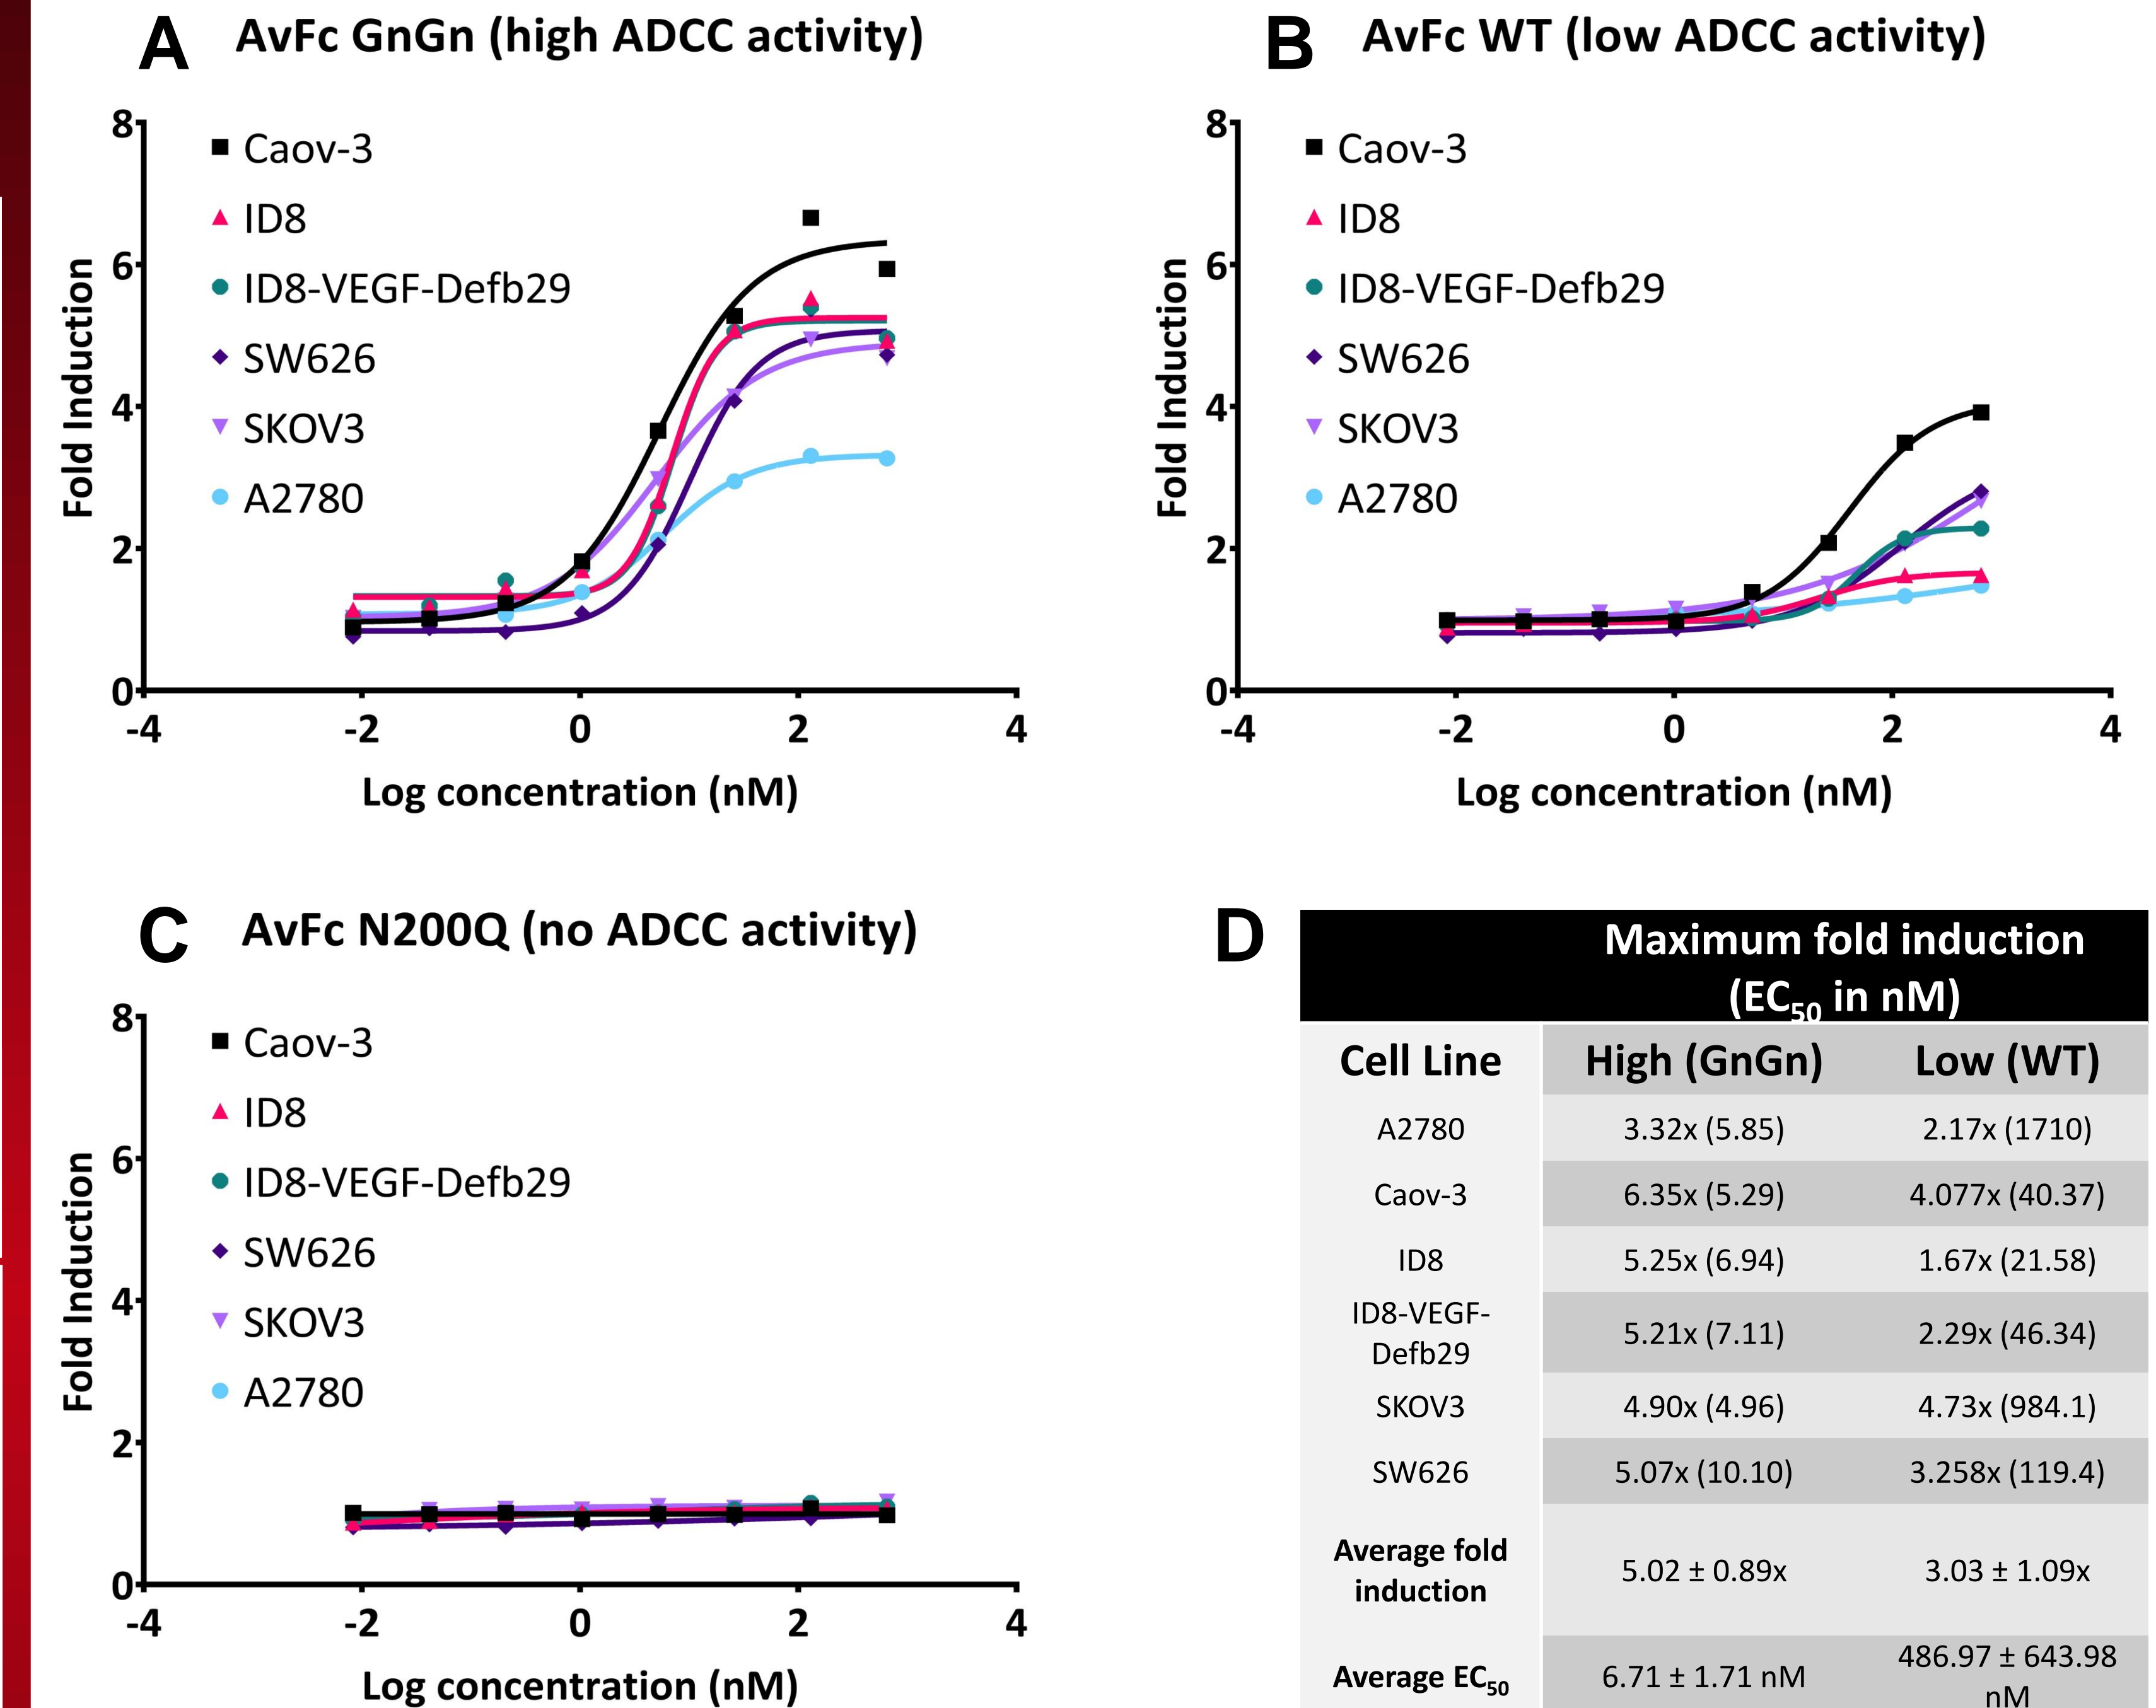 A AvFc GnGn (high ADCC activity)
8
6
4
2
0
Fold Induction
Caov-3
ID8
ID8-VEGF-Defb29
SW626
SKOV3
A2780
-4 -2 0 2 4
Log concentration (nM)
B AvFc WT (low ADCC activity)
8
6
4
2
0
Fold Induction
Caov-3
ID8
ID8-VEGF-Defb29
SW626
SKOV3
A2780
-4 -2 0 2 4
Log concentration (nM)
C AvFc N200Q (no ADCC activity)
8
6
4
2
0
Fold Induction
Caov-3
ID8
ID8-VEGF-Defb29
SW626
SKOV3
A2780
-4 -2 0 2 4
Log concentration (nM)
D Maximum fold induction
(EC50 in nM)
Cell Line High (GnGn) Low (WT)
A2780 3.32x (5.85) 2.17x (1710)
Caov-3 6.35x (5.29) 4.077x (40.37)
ID8 5.25x (6.94) 1.67x (21.58)
ID8-VEGF-
Defb29 5.21x (7.11) 2.29x (46.34)
SKOV3 4.90x (4.96) 4.73x (984.1)
SW626 5.07x (10.10) 3.258x (119.4)
Average fold
induction 5.02 ± 0.89x 3.03 ± 1.09x
Average EC50 6.71 ± 1.71 nM 486.97 ± 643.98
nM